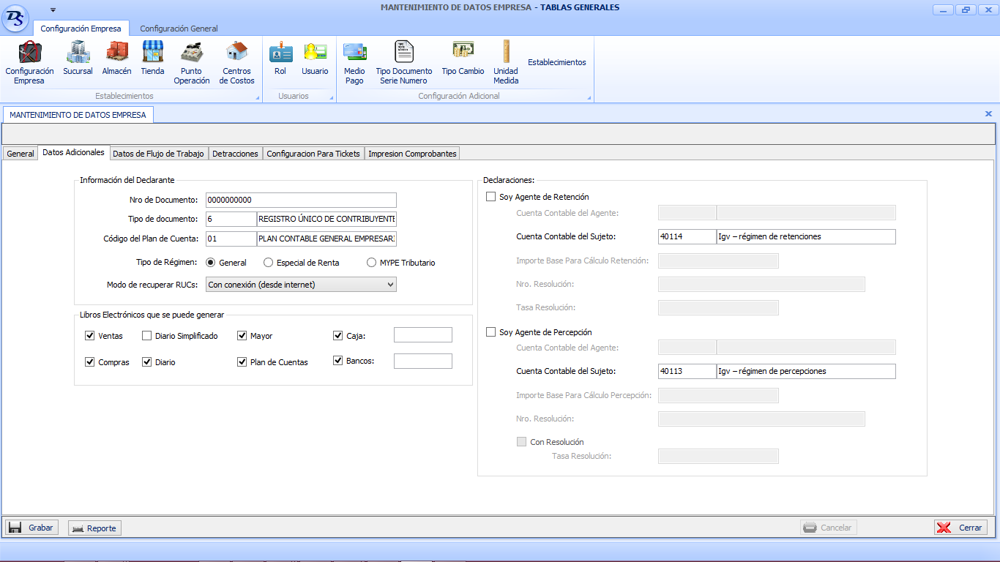 MANTENIMIENTO DE DATOS EMPRESA - TABLAS GENERALES
DS
Configuración Empresa
Configuración General
Configuración Empresa
Sucursal
Almacén
Tienda
Punto Operación
Centros de Costos
Rol
Usuario
Medio Pago
Tipo Documento Serie Numero
Tipo Cambio
Unidad Medida
Establecimientos
Establecimientos
Usuarios
Configuración Adicional
MANTENIMIENTO DE DATOS EMPRESA
General
Datos Adicionales
Datos de Flujo de Trabajo
Detracciones
Configuracion Para Tickets
Impresion Comprobantes
Información del Declarante
Nro de Documento: 0000000000
Tipo de documento: 6 REGISTRO ÚNICO DE CONTRIBUYENTE
Código del Plan de Cuenta: 01 PLAN CONTABLE GENERAL EMPRESARI
Tipo de Régimen: General Especial de Renta MYPE Tributario
Modo de recuperar RUCs: Con conexión (desde internet)
Libros Electrónicos que se puede generar
Ventas Diario Simplificado Mayor Caja:
Compras Diario Plan de Cuentas Bancos:
Declaraciones:
Soy Agente de Retención
Cuenta Contable del Agente:
Cuenta Contable del Sujeto: 40114 Igv – régimen de retenciones
Importe Base Para Cálculo Retención:
Nro. Resolución:
Tasa Resolución:
Soy Agente de Percepción
Cuenta Contable del Agente:
Cuenta Contable del Sujeto: 40113 Igv – régimen de percepciones
Importe Base Para Cálculo Percepción:
Nro. Resolución:
Con Resolución
Tasa Resolución:
Grabar
Reporte
Cancelar
Cerrar